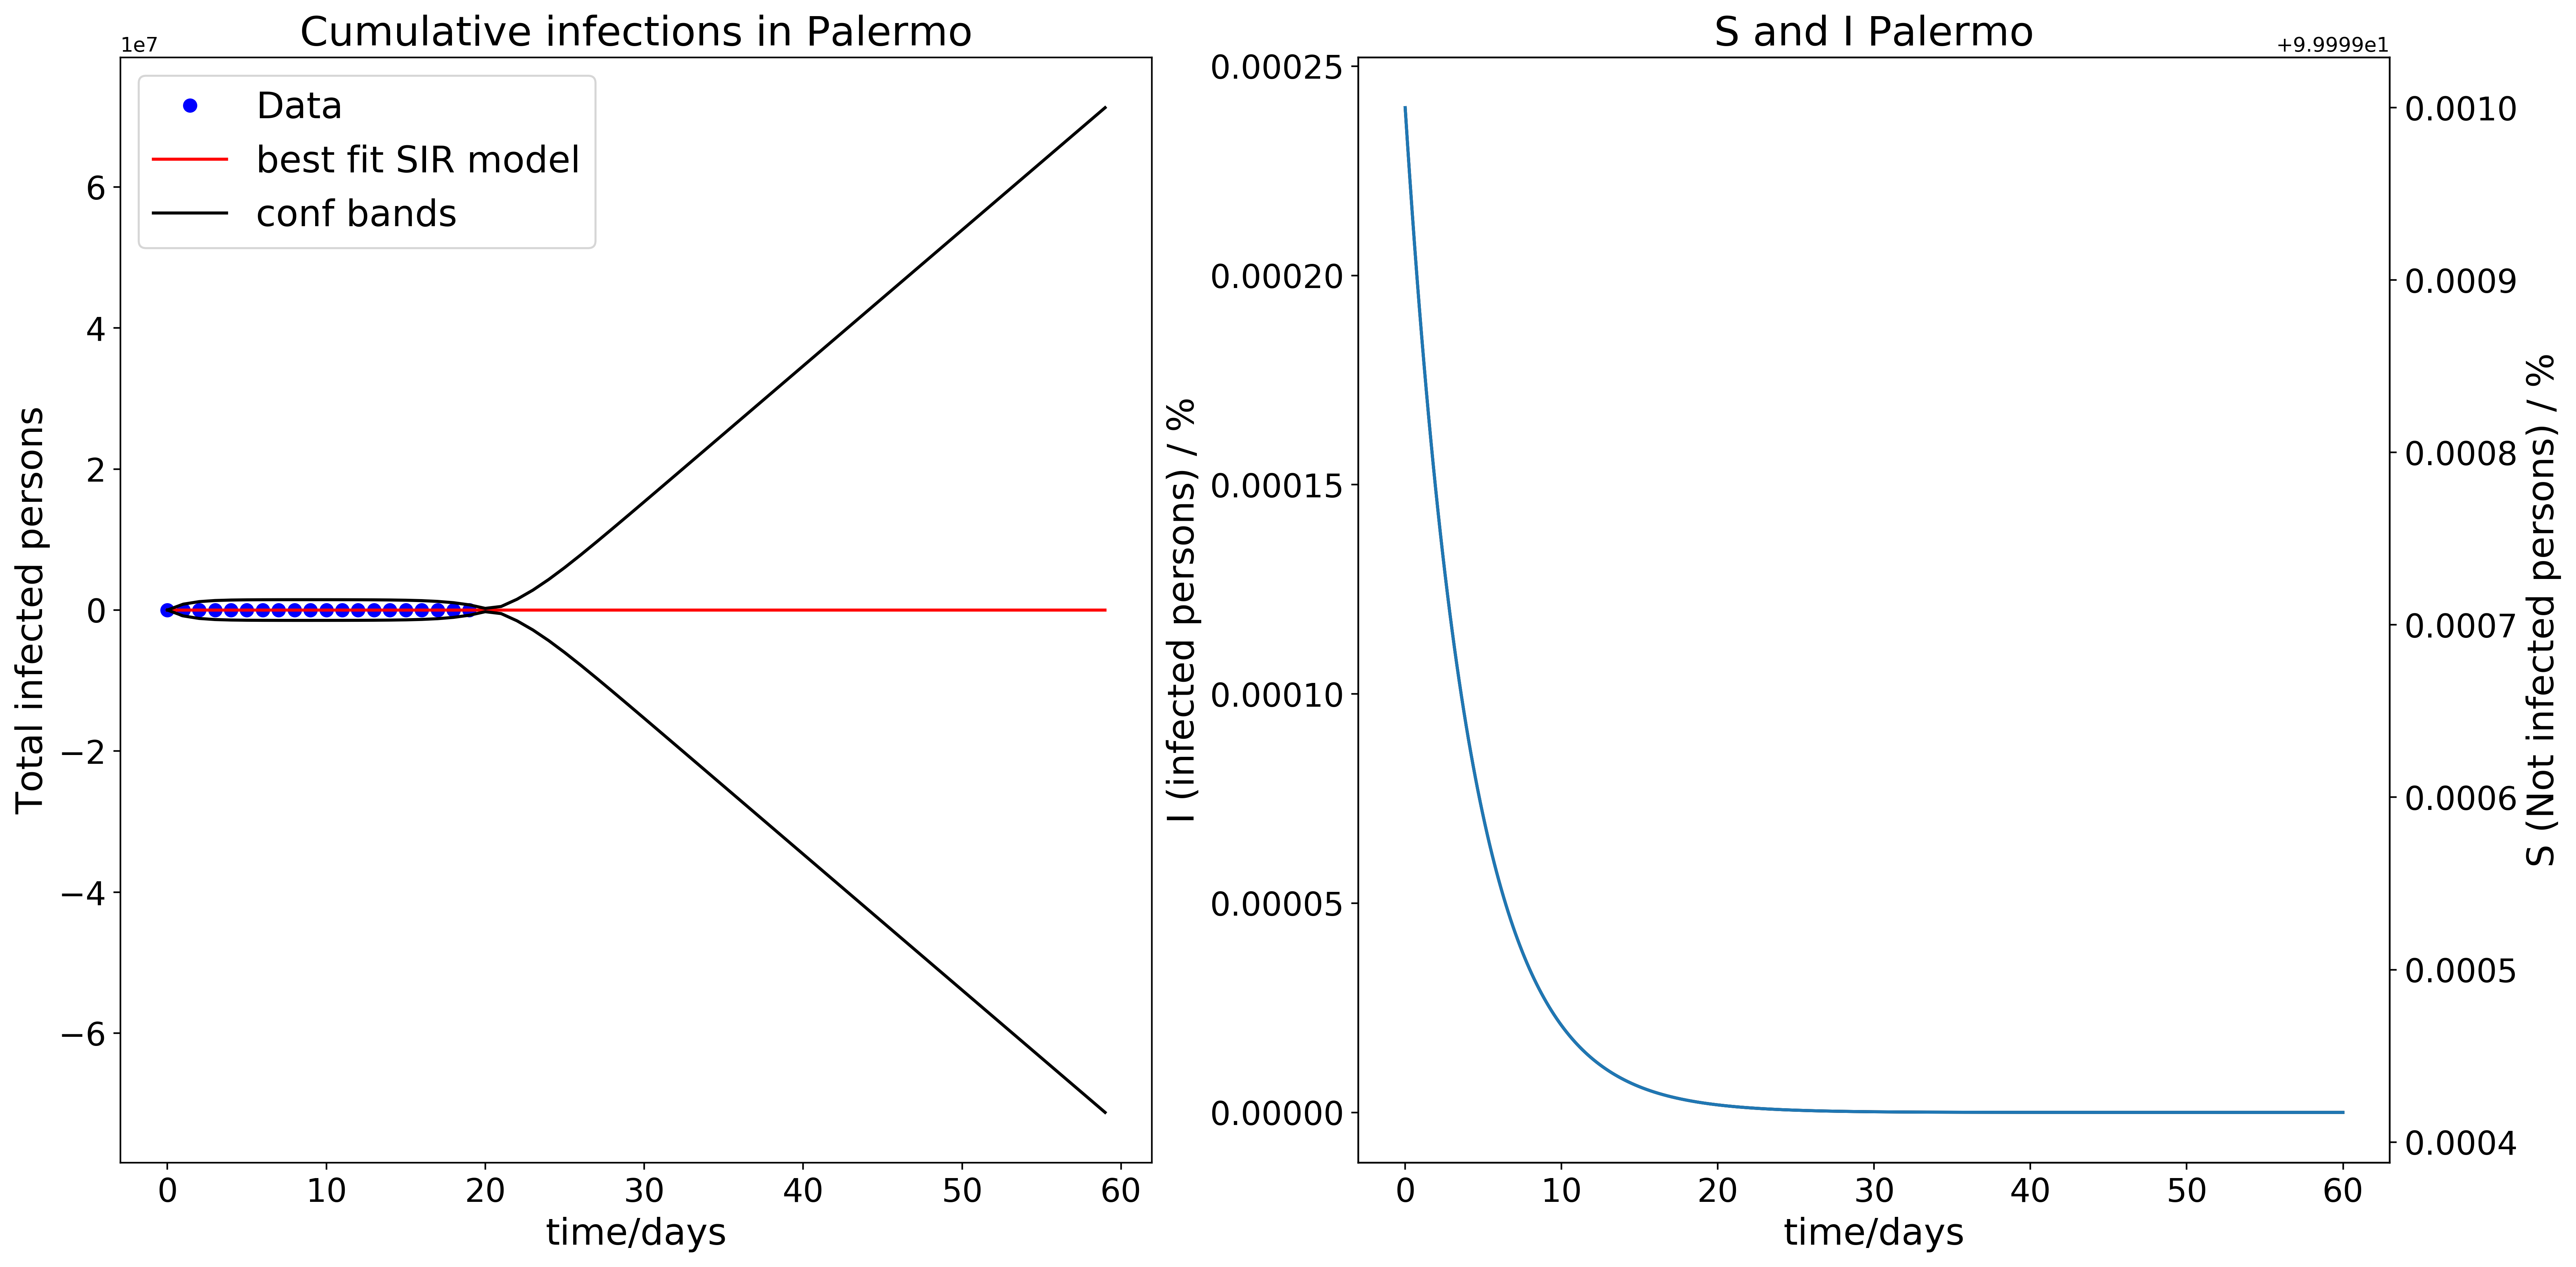 Cumulative infections in Palermo
1e7
Data
best fit SIR model
conf bands
6
4
2
0
−2
−4
−6
Total infected persons
0 10 20 30 40 50 60
time/days
S and I Palermo
+9.9999e1
0.00025
0.00020
0.00015
0.00010
0.00005
0.00000
I (infected persons) / %
0.0010
0.0009
0.0008
0.0007
0.0006
0.0005
0.0004
S (Not infected persons) / %
0 10 20 30 40 50 60
time/days